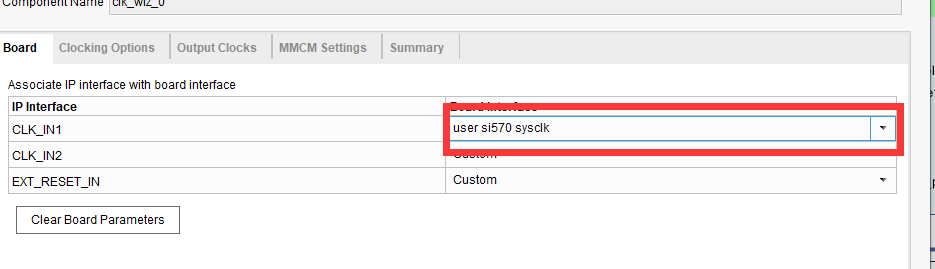 Component Name clk_wiz_0
Board Clocking Options Output Clocks MMCM Settings Summary
Associate IP interface with board interface
IP Interface Board Interface
CLK_IN1 user si570 sysclk
CLK_IN2 Custom
EXT_RESET_IN Custom
Clear Board Parameters